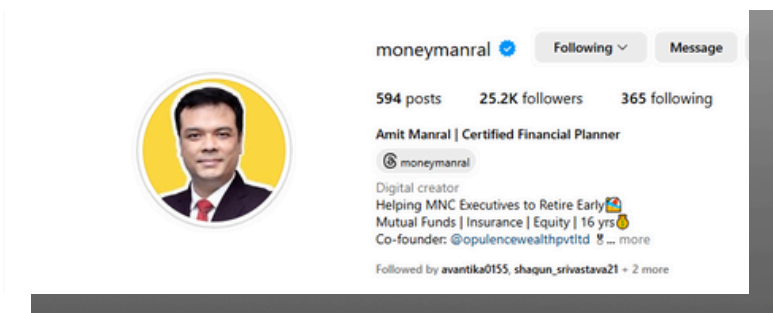 moneymanral Following Message
594 posts 25.2K followers 365 following
Amit Manral | Certified Financial Planner
moneymanral
Digital creator
Helping MNC Executives to Retire Early🏖️
Mutual Funds | Insurance | Equity | 16 yrs🥇
Co-founder: @opulencewealthpvtltd 🎖... more
Followed by avantika0155, shagun_srivastava21 + 2 more